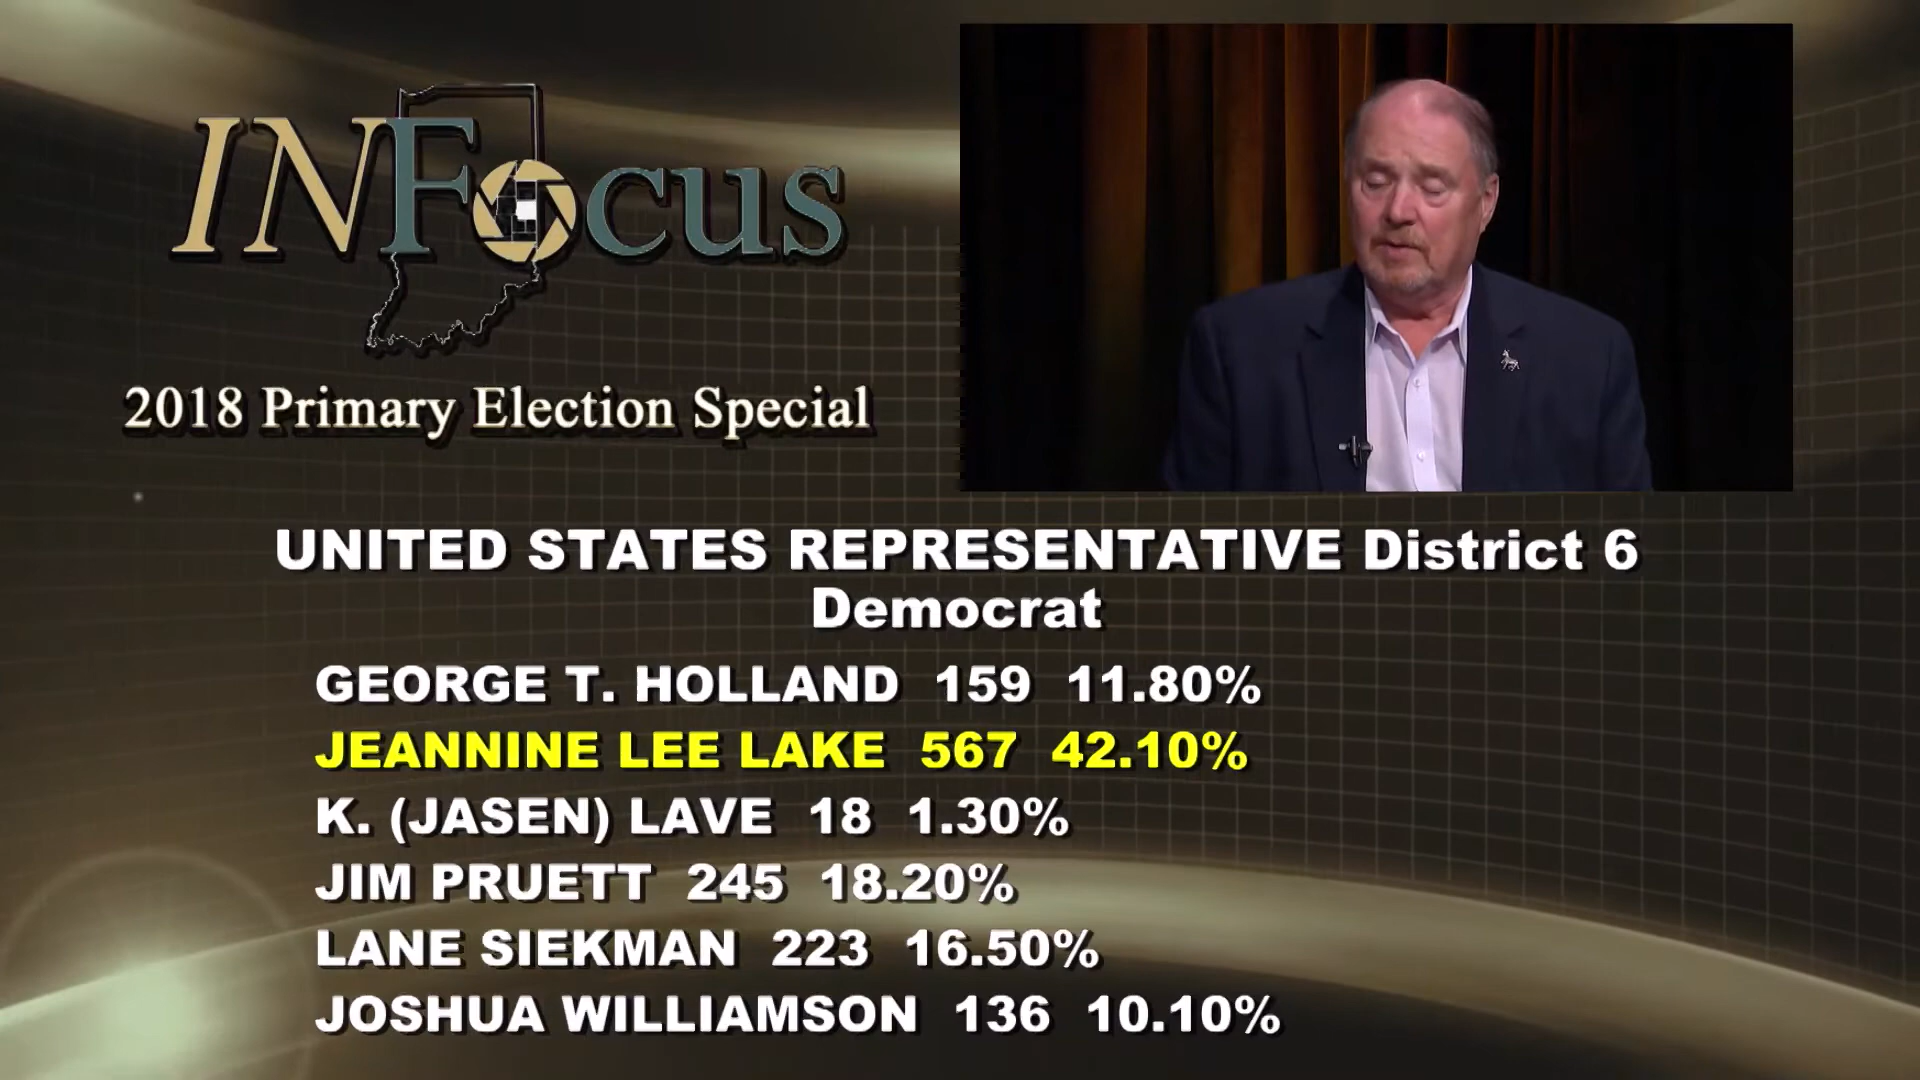 INFocus
2018 Primary Election Special
UNITED STATES REPRESENTATIVE District 6
Democrat
GEORGE T. HOLLAND 159 11.80%
JEANNINE LEE LAKE 567 42.10%
K. (JASEN) LAVE 18 1.30%
JIM PRUETT 245 18.20%
LANE SIEKMAN 223 16.50%
JOSHUA WILLIAMSON 136 10.10%